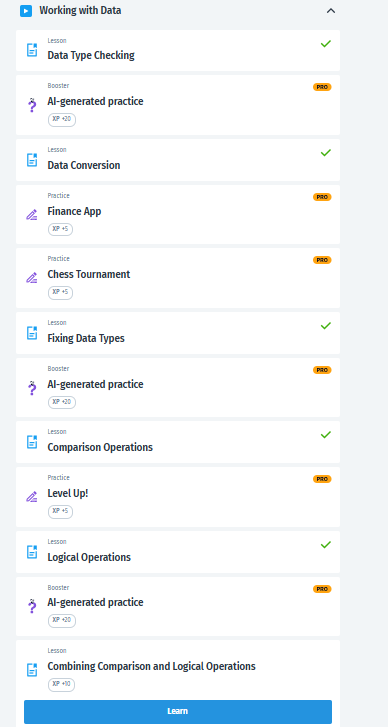 Working with Data
Lesson
Data Type Checking
Booster
PRO
AI-generated practice
XP +20
Lesson
Data Conversion
Practice
PRO
Finance App
XP +5
Practice
PRO
Chess Tournament
XP +5
Lesson
Fixing Data Types
Booster
PRO
AI-generated practice
XP +20
Lesson
Comparison Operations
Practice
PRO
Level Up!
XP +5
Lesson
Logical Operations
Booster
PRO
AI-generated practice
XP +20
Lesson
Combining Comparison and Logical Operations
XP +10
Learn